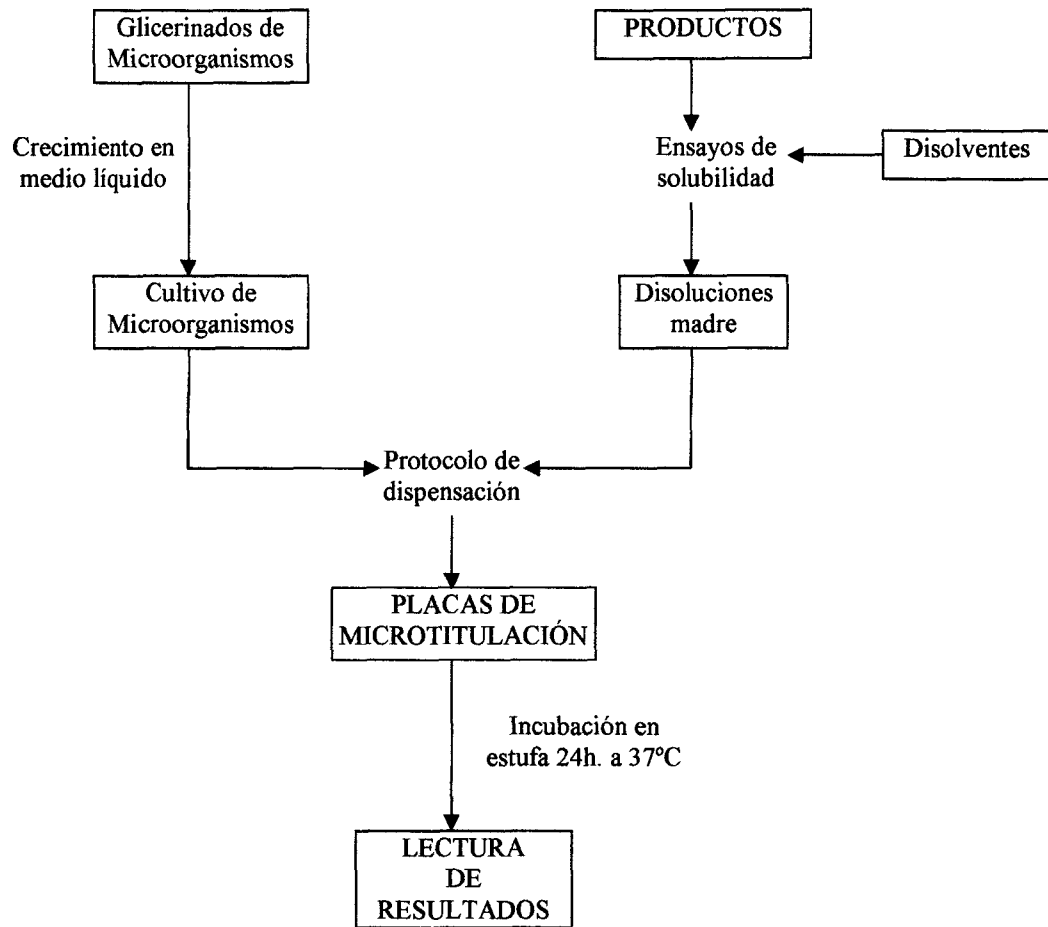 Glicerinados de
Microorganismos
PRODUCTOS
Crecimiento en
medio líquido
Ensayos de
solubilidad
Disolventes
Cultivo de
Microorganismos
Disoluciones
madre
Protocolo de
dispensación
PLACAS DE
MICROTITULACIÓN
Incubación en
estufa 24h. a 37ºC
LECTURA
DE
RESULTADOS